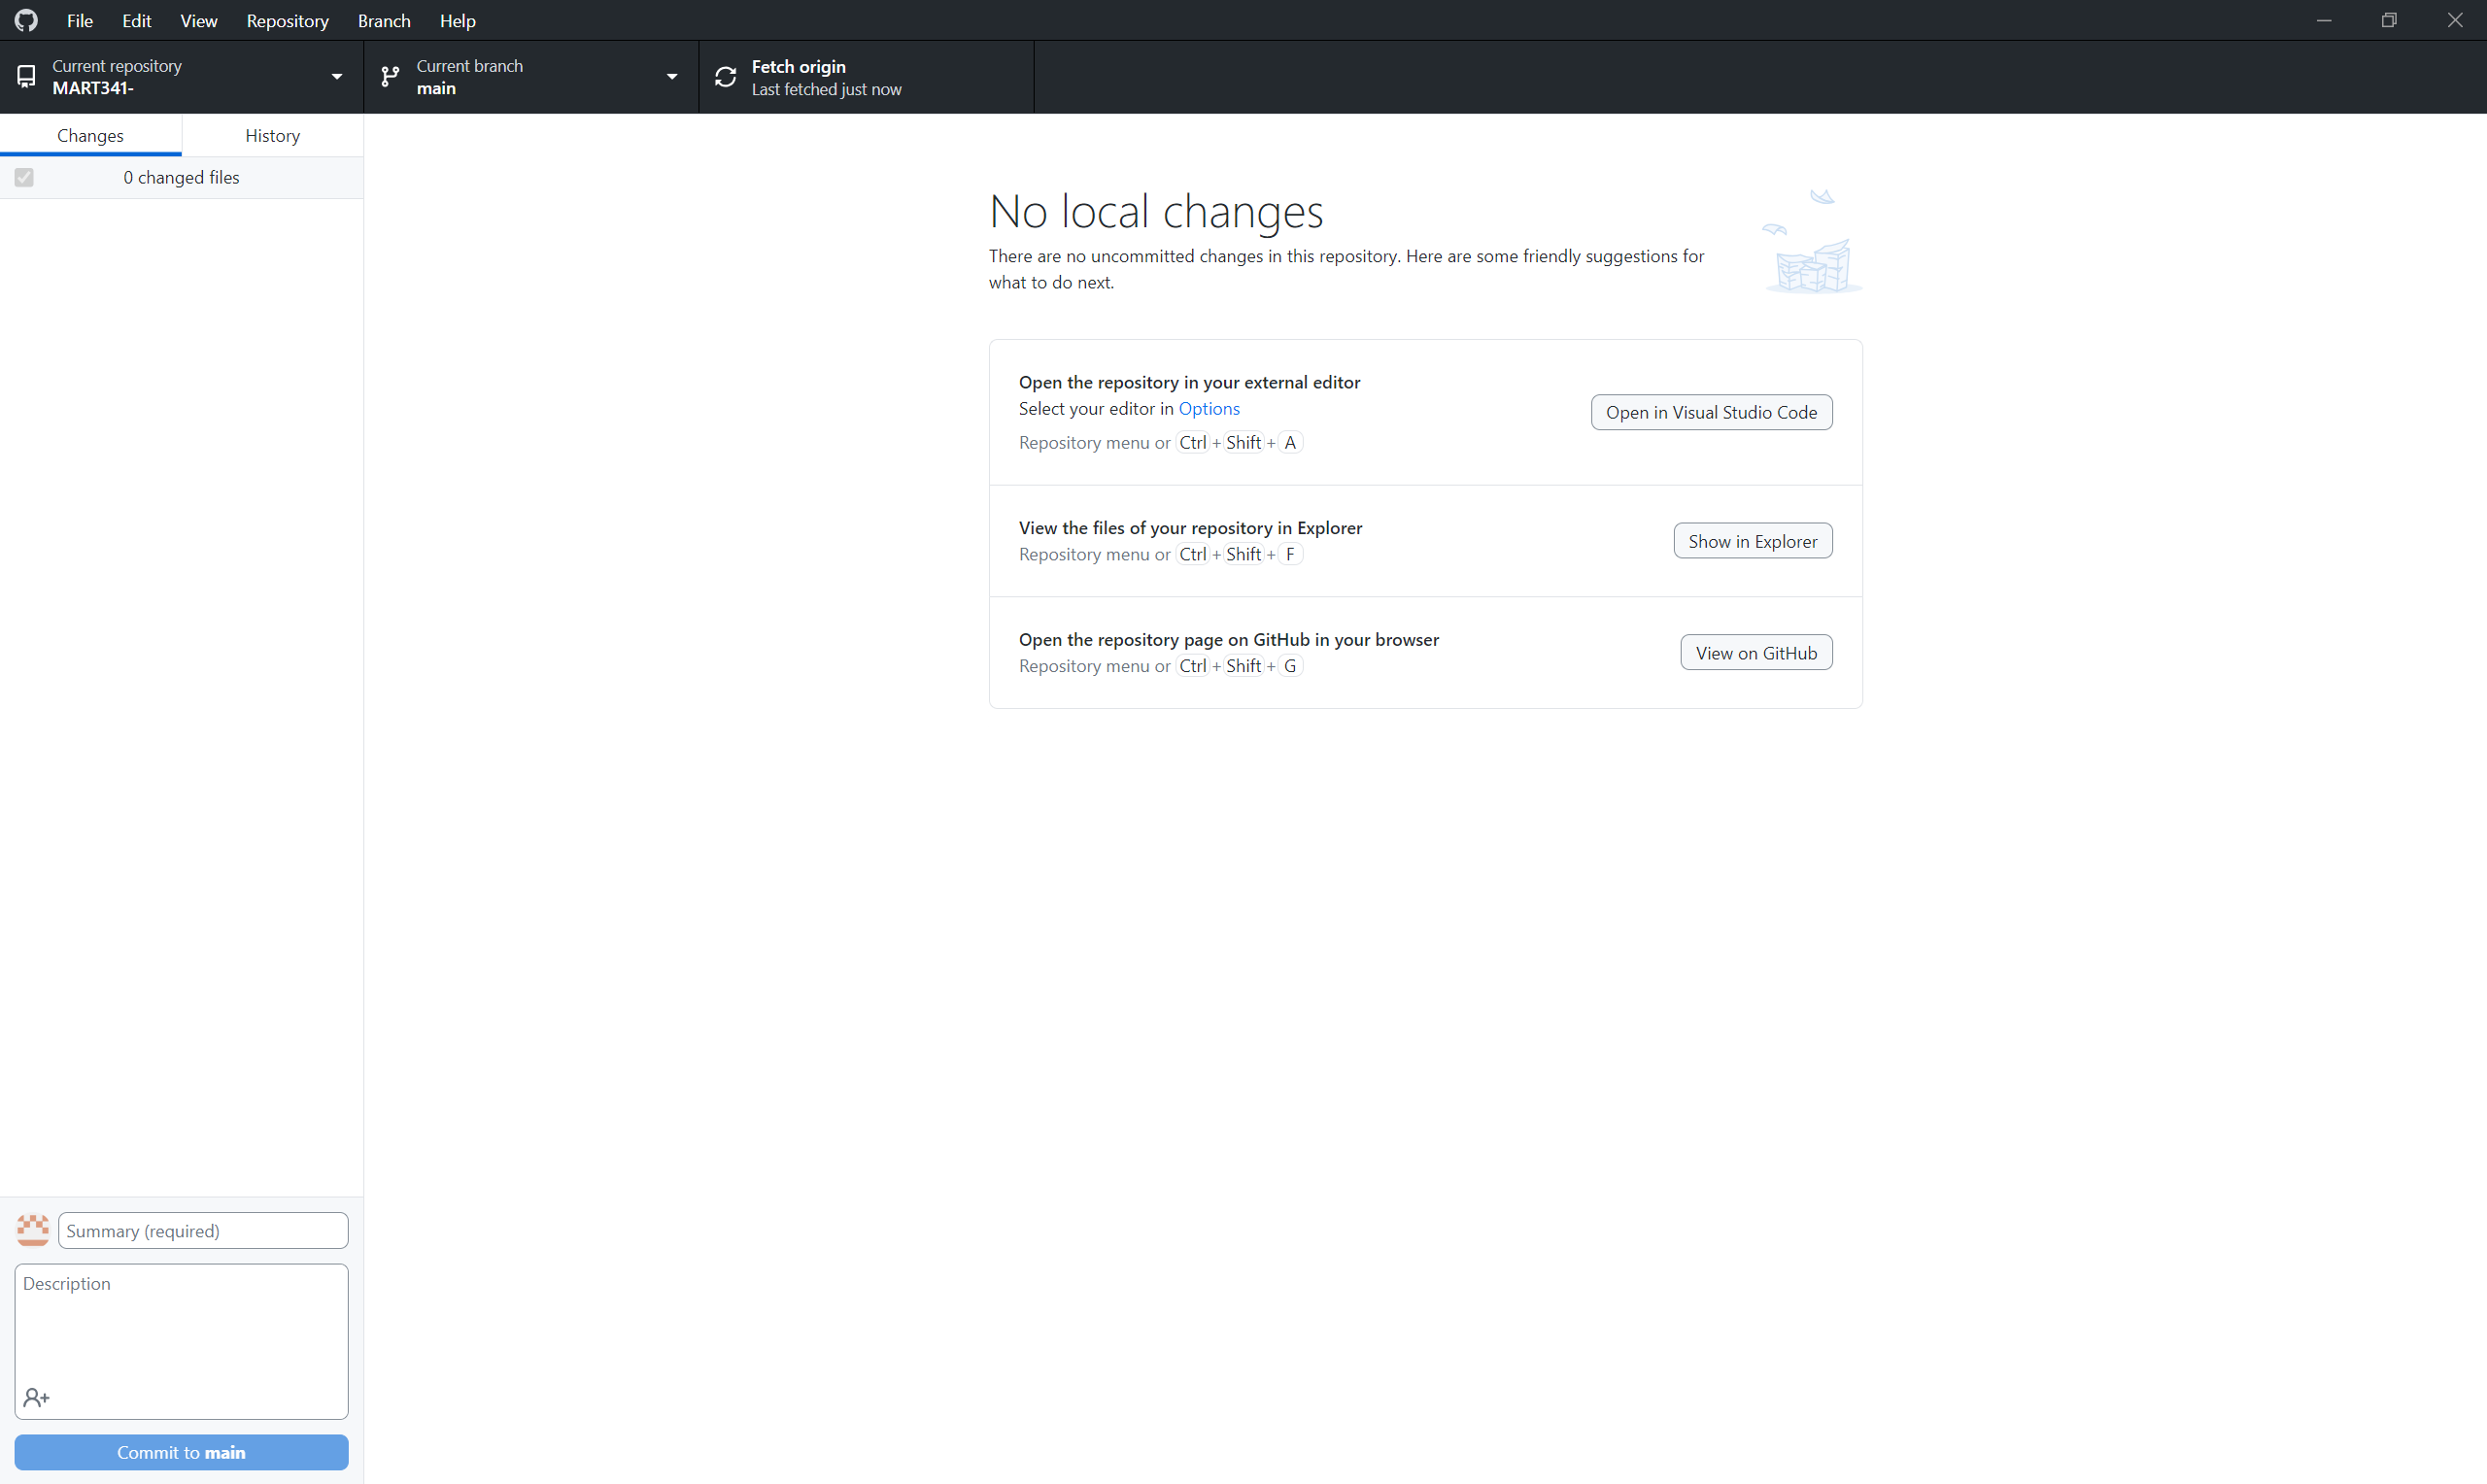 File Edit View Repository Branch Help
Current repository
MART341-
Current branch
main
Fetch origin
Last fetched just now
Changes
History
0 changed files
No local changes
There are no uncommitted changes in this repository. Here are some friendly suggestions for
what to do next.
Open the repository in your external editor
Select your editor in Options
Repository menu or Ctrl + Shift + A
Open in Visual Studio Code
View the files of your repository in Explorer
Repository menu or Ctrl + Shift + F
Show in Explorer
Open the repository page on GitHub in your browser
Repository menu or Ctrl + Shift + G
View on GitHub
Summary (required)
Description
Commit to main